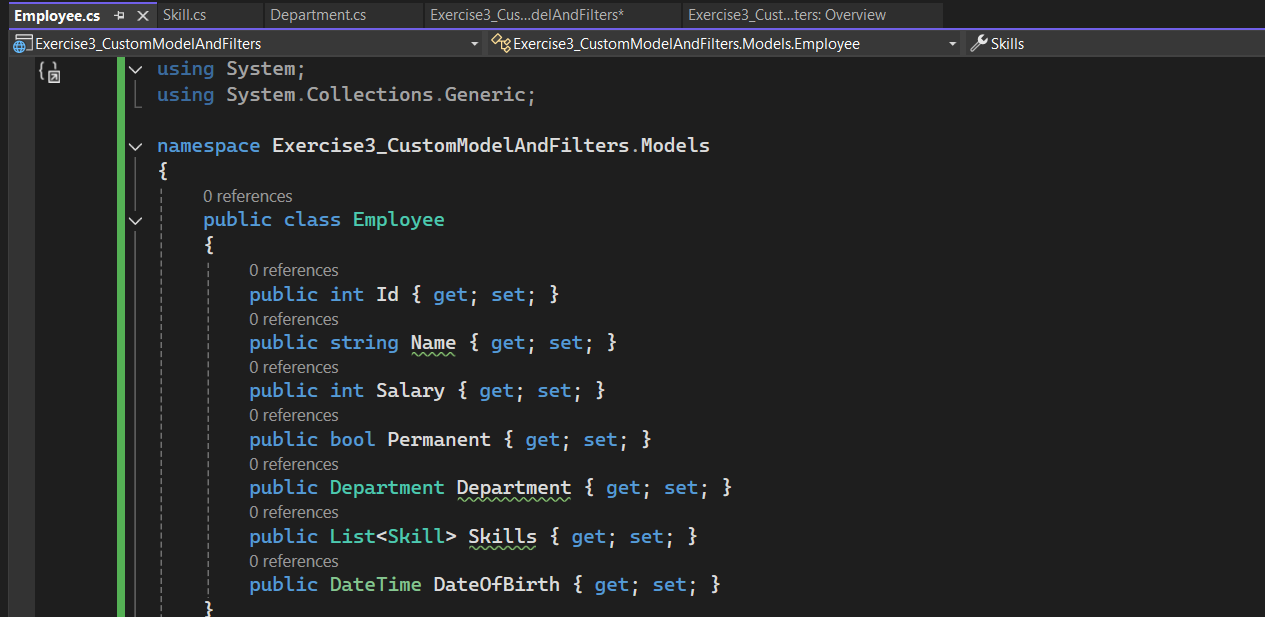 Employee.cs Skill.cs Department.cs Exercise3_Cus...delAndFilters* Exercise3_Cust...ters: Overview
Exercise3_CustomModelAndFilters Exercise3_CustomModelAndFilters.Models.Employee Skills
using System;
using System.Collections.Generic;
namespace Exercise3_CustomModelAndFilters.Models
{
0 references
public class Employee
{
0 references
public int Id { get; set; }
0 references
public string Name { get; set; }
0 references
public int Salary { get; set; }
0 references
public bool Permanent { get; set; }
0 references
public Department Department { get; set; }
0 references
public List<Skill> Skills { get; set; }
0 references
public DateTime DateOfBirth { get; set; }
}